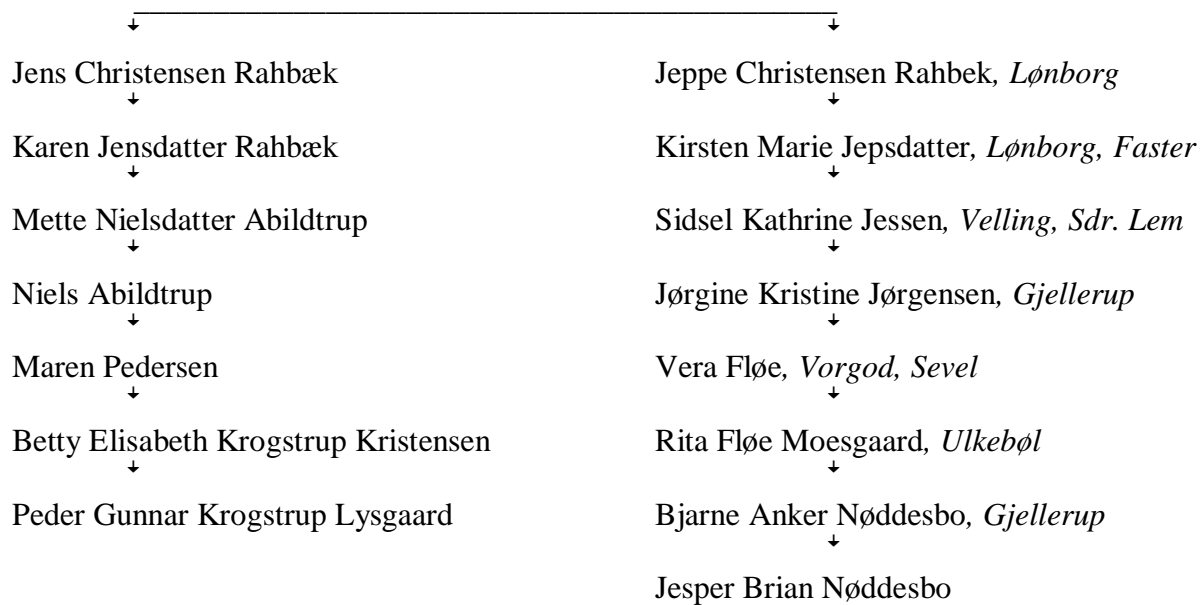 Jens Christensen Rahbæk
Karen Jensdatter Rahbæk
Mette Nielsdatter Abildtrup
Niels Abildtrup
Maren Pedersen
Betty Elisabeth Krogstrup Kristensen
Peder Gunnar Krogstrup Lysgaard
Jeppe Christensen Rahbek, Lønborg
Kirsten Marie Jepsdatter, Lønborg, Faster
Sidsel Kathrine Jessen, Velling, Sdr. Lem
Jørgine Kristine Jørgensen, Gjellerup
Vera Fløe, Vorgod, Sevel
Rita Fløe Moesgaard, Ulkebøl
Bjarne Anker Nøddesbo, Gjellerup
Jesper Brian Nøddesbo